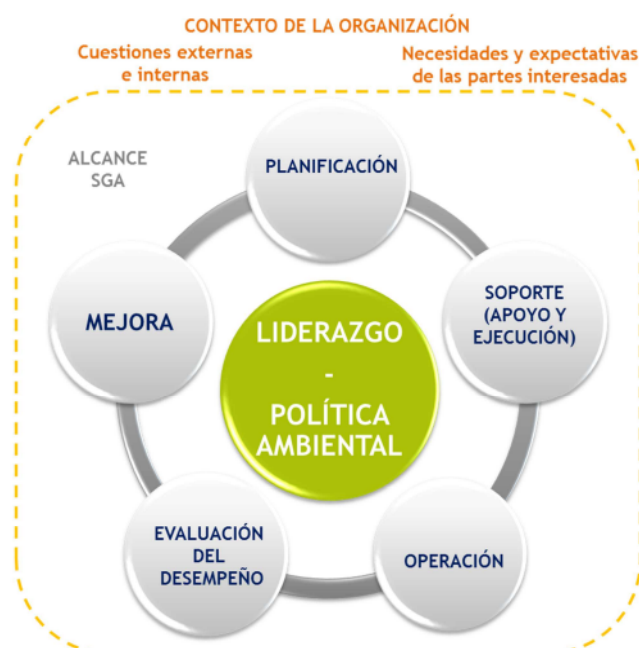 CONTEXTO DE LA ORGANIZACIÓN
Cuestiones externas
e internas
Necesidades y expectativas
de las partes interesadas
ALCANCE
SGA
PLANIFICACIÓN
SOPORTE
(APOYO Y
EJECUCIÓN)
MEJORA
LIDERAZGO
-
POLÍTICA
AMBIENTAL
EVALUACIÓN
DEL
DESEMPEÑO
OPERACIÓN